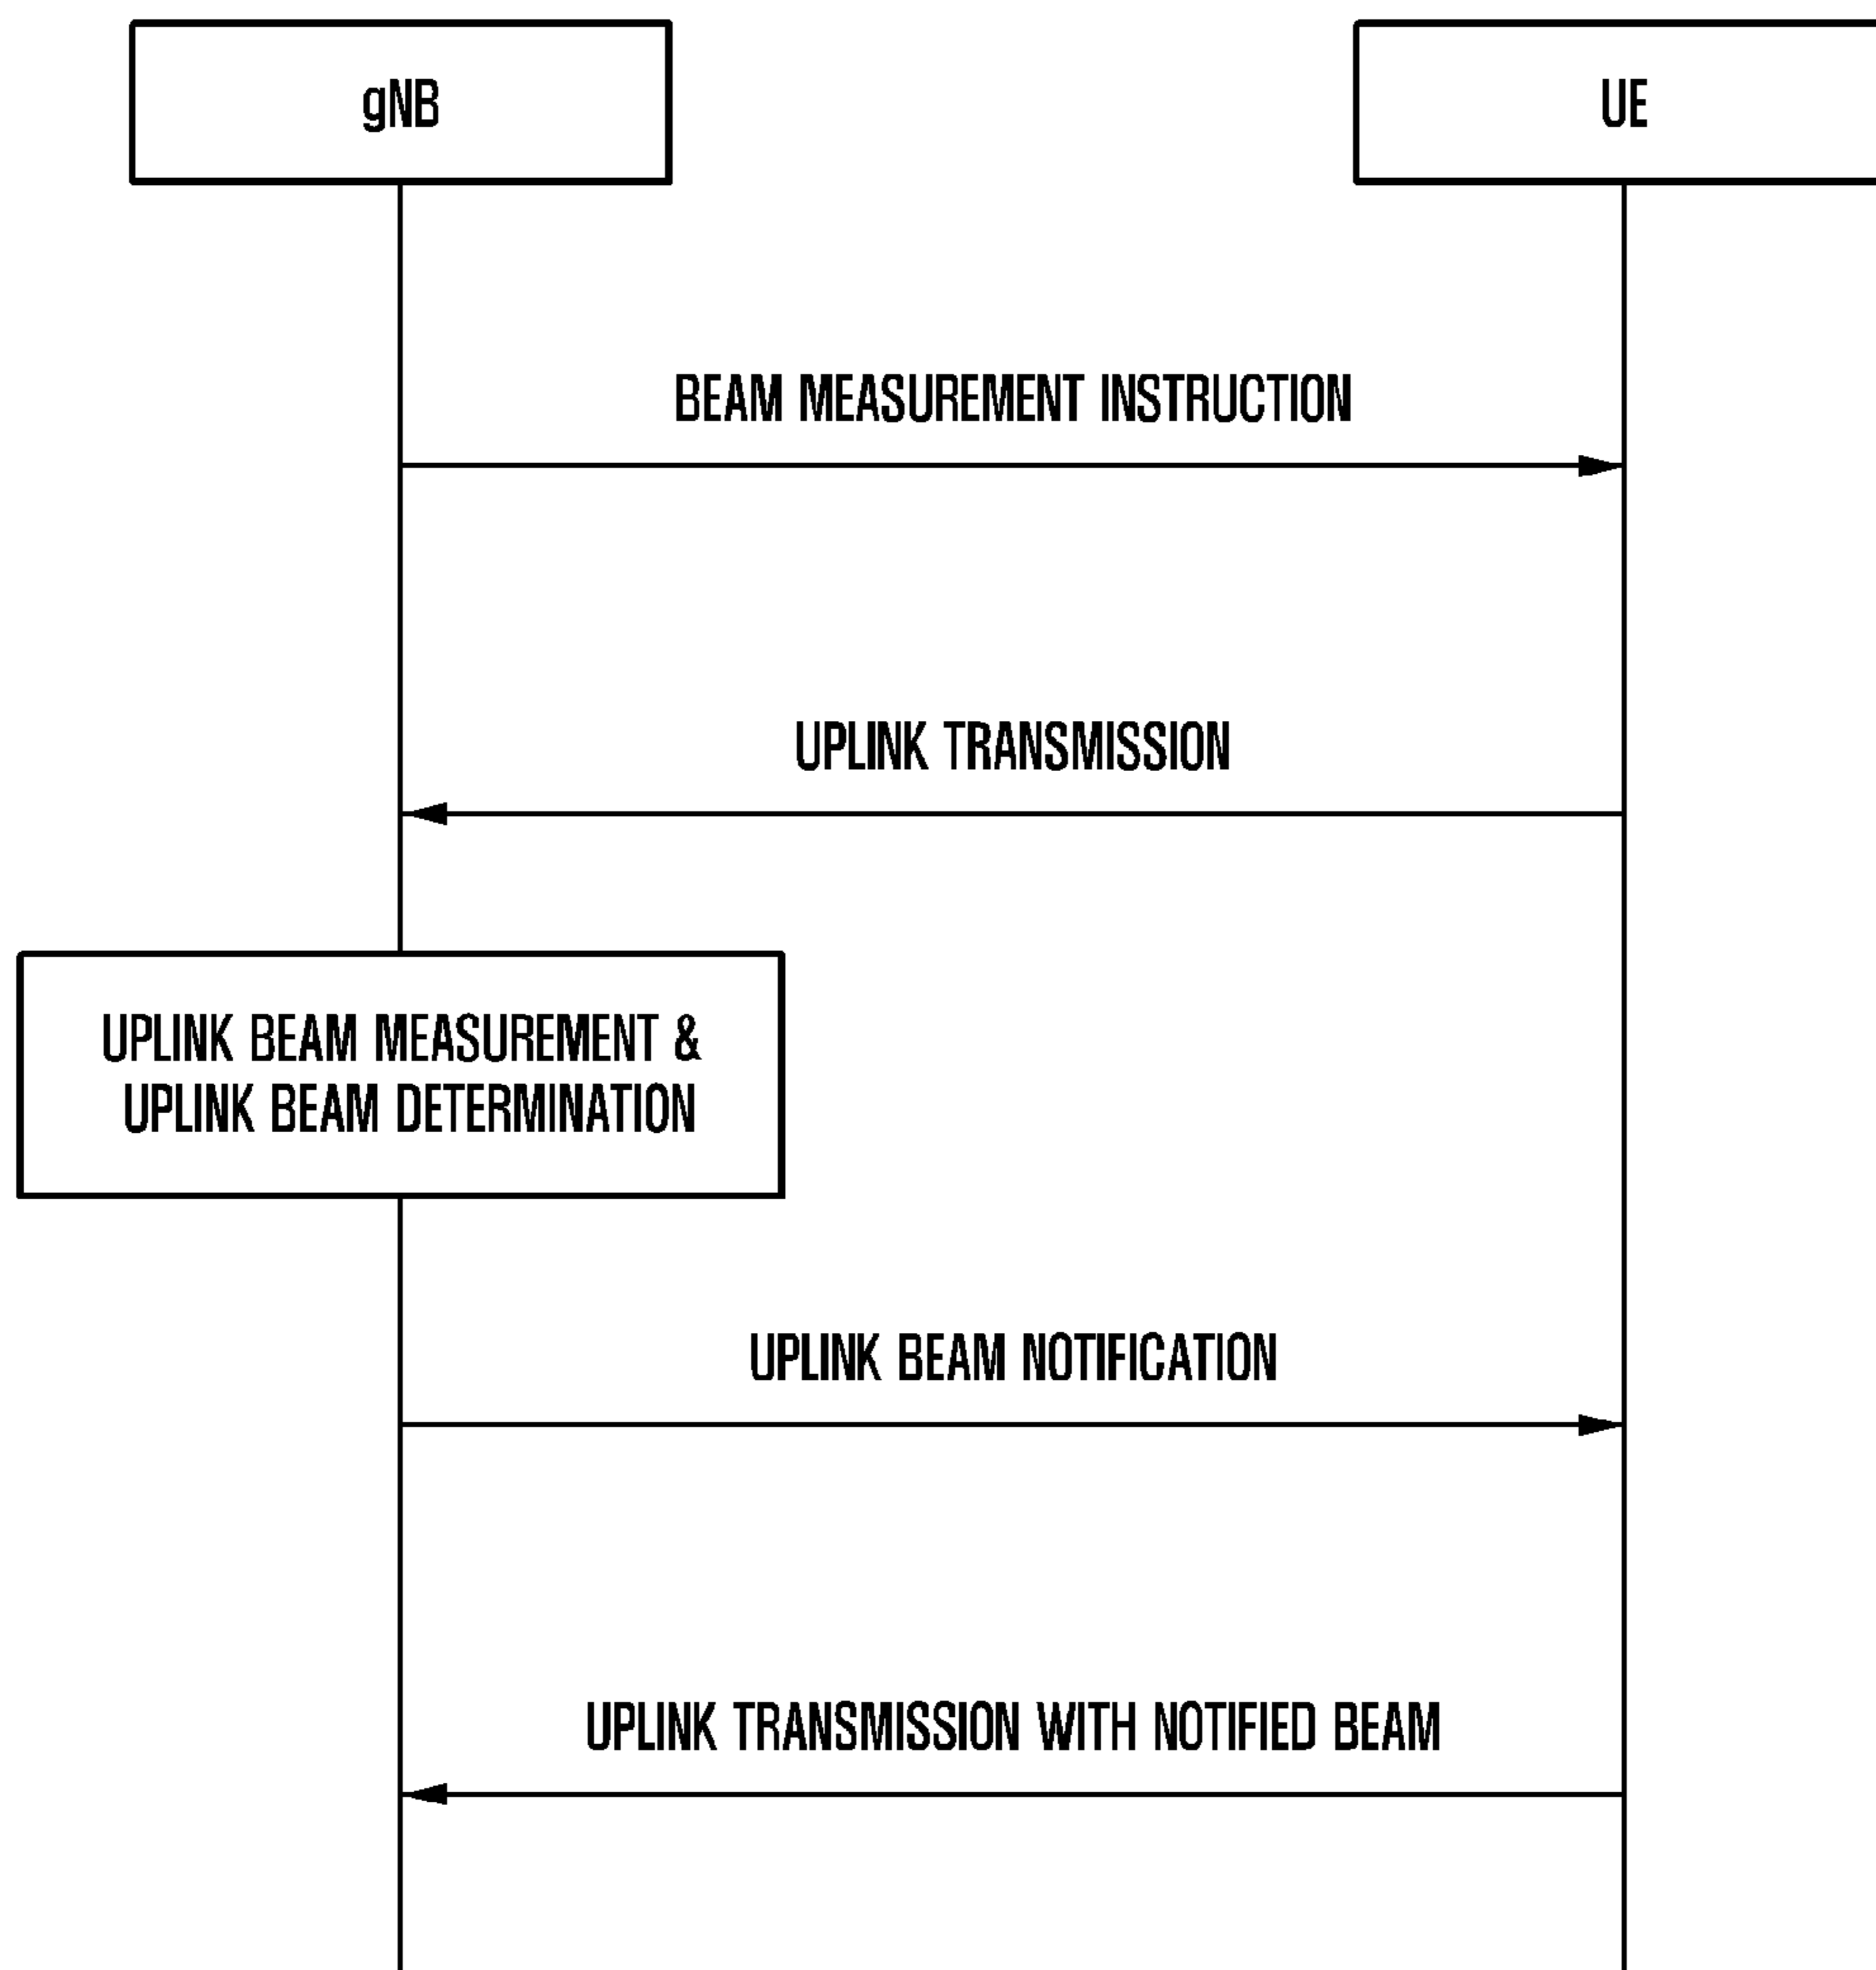 gNB
UE
BEAM MEASUREMENT INSTRUCTION
UPLINK TRANSMISSION
UPLINK BEAM MEASUREMENT &
UPLINK BEAM DETERMINATION
UPLINK BEAM NOTIFICATION
UPLINK TRANSMISSION WITH NOTIFIED BEAM